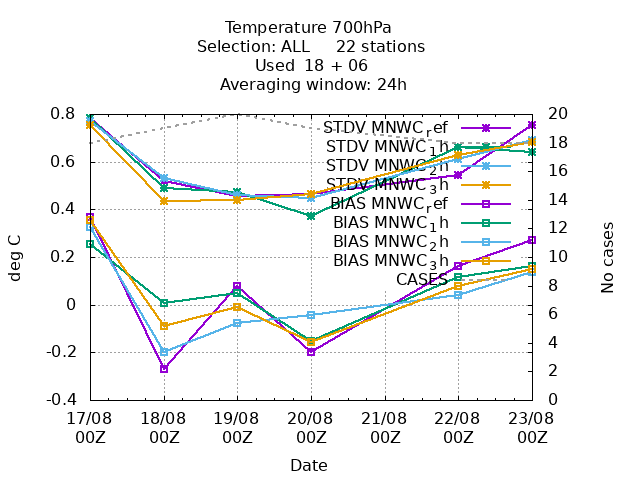 Temperature 700hPa
Selection: ALL     22 stations
Used  18 + 06
Averaging window: 24h
0.8
0.6
0.4
0.2
0
-0.2
-0.4
deg C
STDV MNWC_ref
STDV MNWC_1h
STDV MNWC_2h
STDV MNWC_3h
BIAS MNWC_ref
BIAS MNWC_1h
BIAS MNWC_2h
BIAS MNWC_3h
CASES
20
18
16
14
12
10
8
6
4
2
0
No cases
17/08 18/08 19/08 20/08 21/08 22/08 23/08
00Z 00Z 00Z 00Z 00Z 00Z 00Z
Date